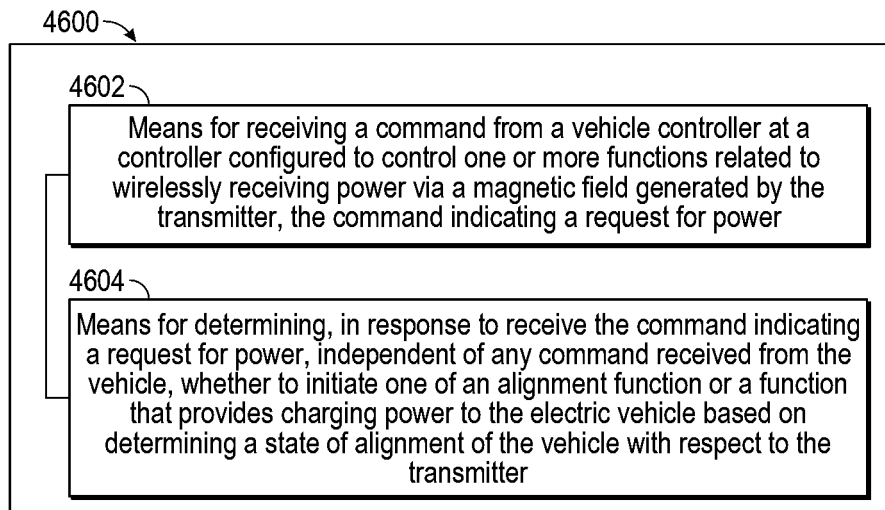 4600
4602
Means for receiving a command from a vehicle controller at a
controller configured to control one or more functions related to
wirelessly receiving power via a magnetic field generated by the
transmitter, the command indicating a request for power
4604
Means for determining, in response to receive the command indicating
a request for power, independent of any command received from the
vehicle, whether to initiate one of an alignment function or a function
that provides charging power to the electric vehicle based on
determining a state of alignment of the vehicle with respect to the
transmitter